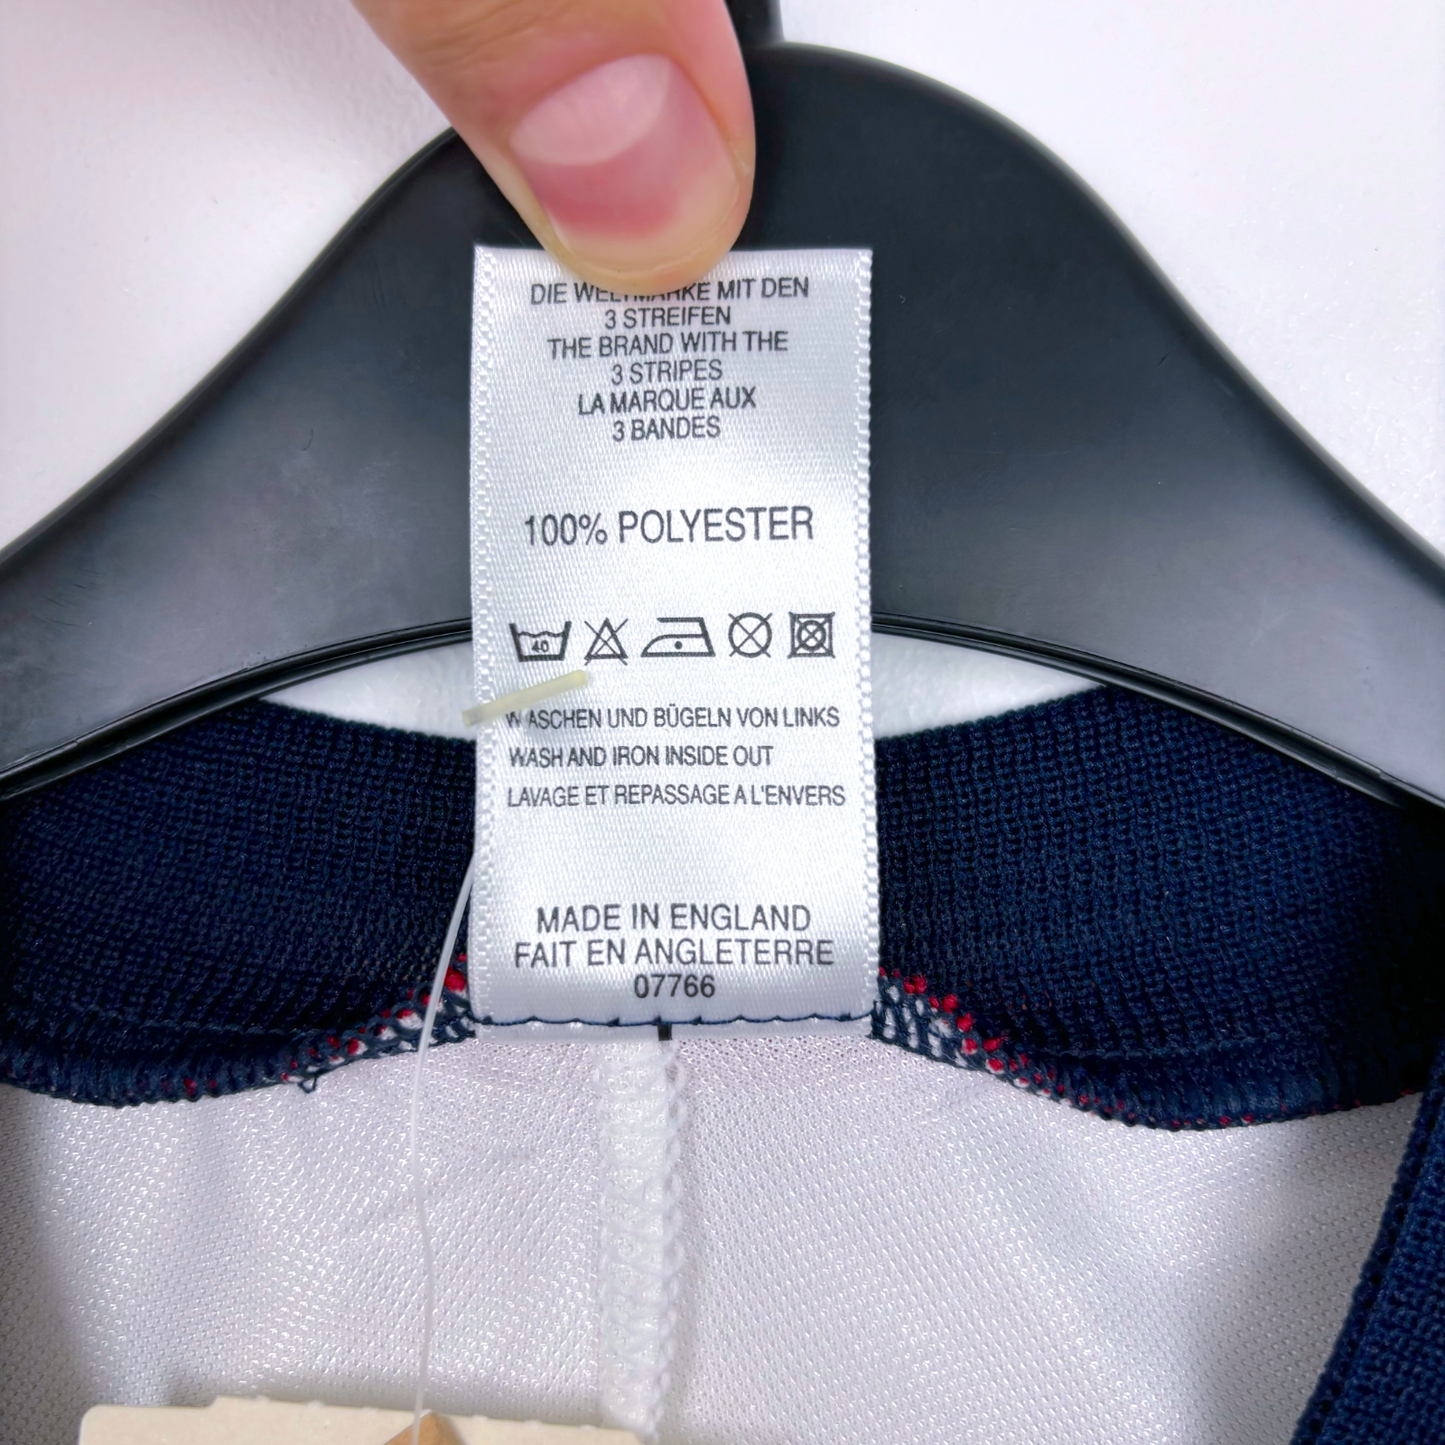 DIE WELTMARKE MIT DEN
3 STREIFEN
THE BRAND WITH THE
3 STRIPES
LA MARQUE AUX
3 BANDES
100% POLYESTER
40
WASCHEN UND BÜGELN VON LINKS
WASH AND IRON INSIDE OUT
LAVAGE ET REPASSAGE A L'ENVERS
MADE IN ENGLAND
FAIT EN ANGLETERRE
07766